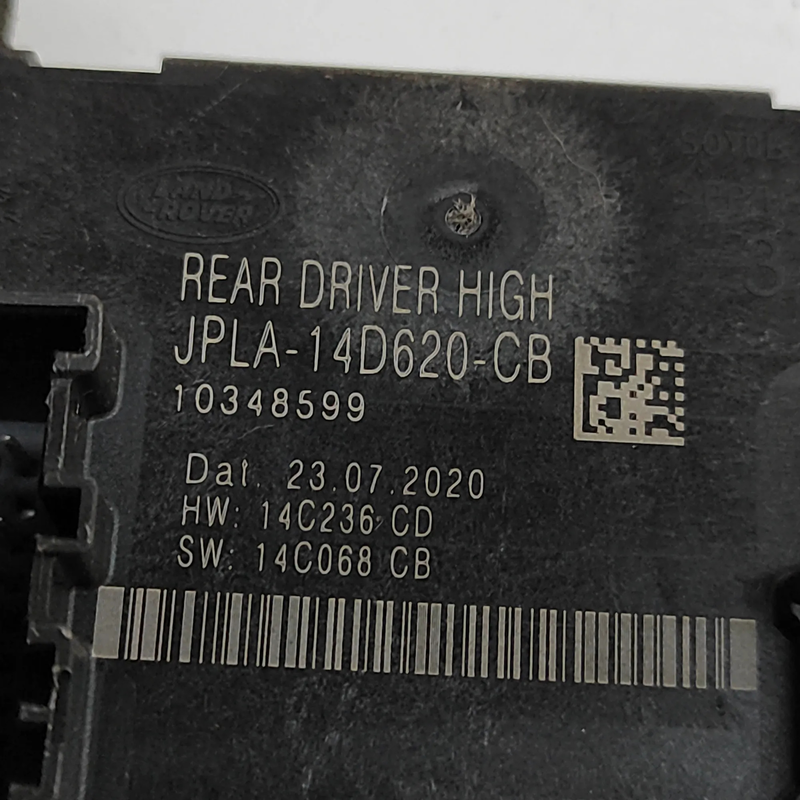 LAND
ROVER
REAR DRIVER HIGH
JPLA-14D620-CB
10348599
Dat. 23.07.2020
HW: 14C236 CD
SW: 14C068 CB